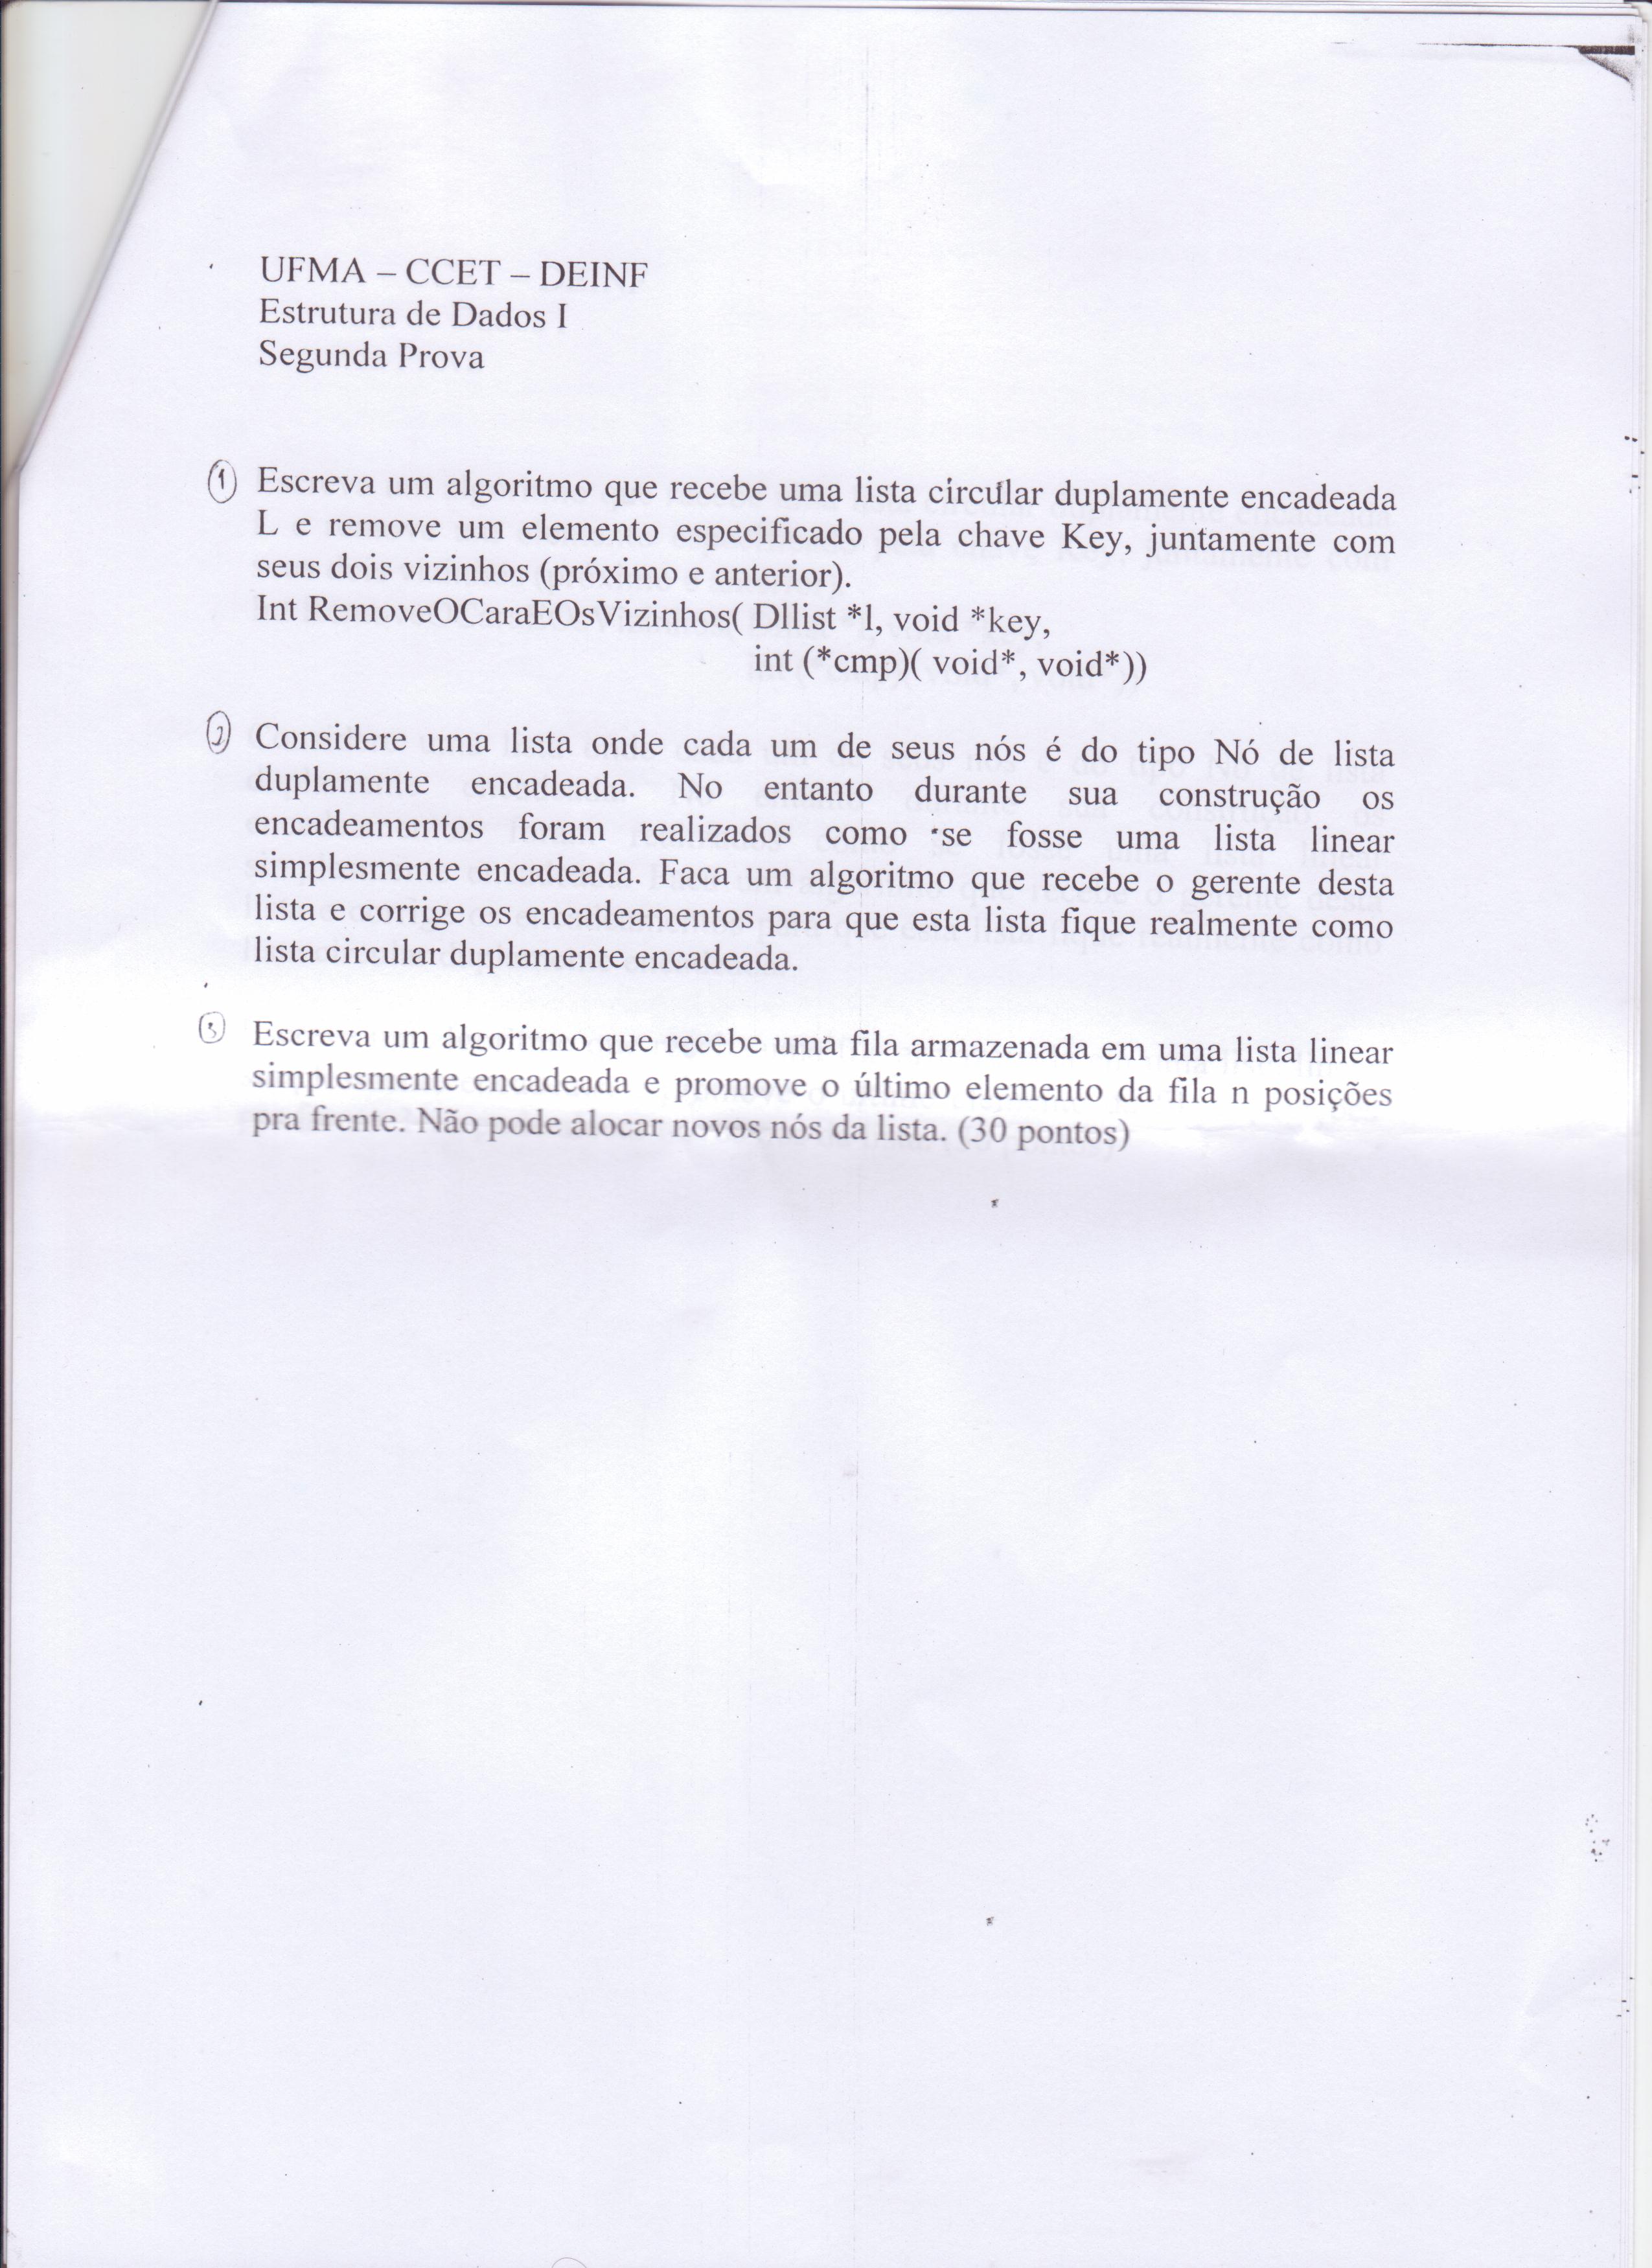 UFMA – CCET – DEINF
Estrutura de Dados I
Segunda Prova
1 Escreva um algoritmo que recebe uma lista circular duplamente encadeada
L e remove um elemento especificado pela chave Key, juntamente com
seus dois vizinhos (próximo e anterior).
Int RemoveOCaraEOsVizinhos( Dllist *l, void *key,
int (*cmp)( void*, void*))
2 Considere uma lista onde cada um de seus nós é do tipo Nó de lista
duplamente encadeada. No entanto durante sua construção os
encadeamentos foram realizados como se fosse uma lista linear
simplesmente encadeada. Faca um algoritmo que recebe o gerente desta
lista e corrige os encadeamentos para que esta lista fique realmente como
lista circular duplamente encadeada.
3 Escreva um algoritmo que recebe uma fila armazenada em uma lista linear
simplesmente encadeada e promove o último elemento da fila n posições
pra frente. Não pode alocar novos nós da lista. (30 pontos)